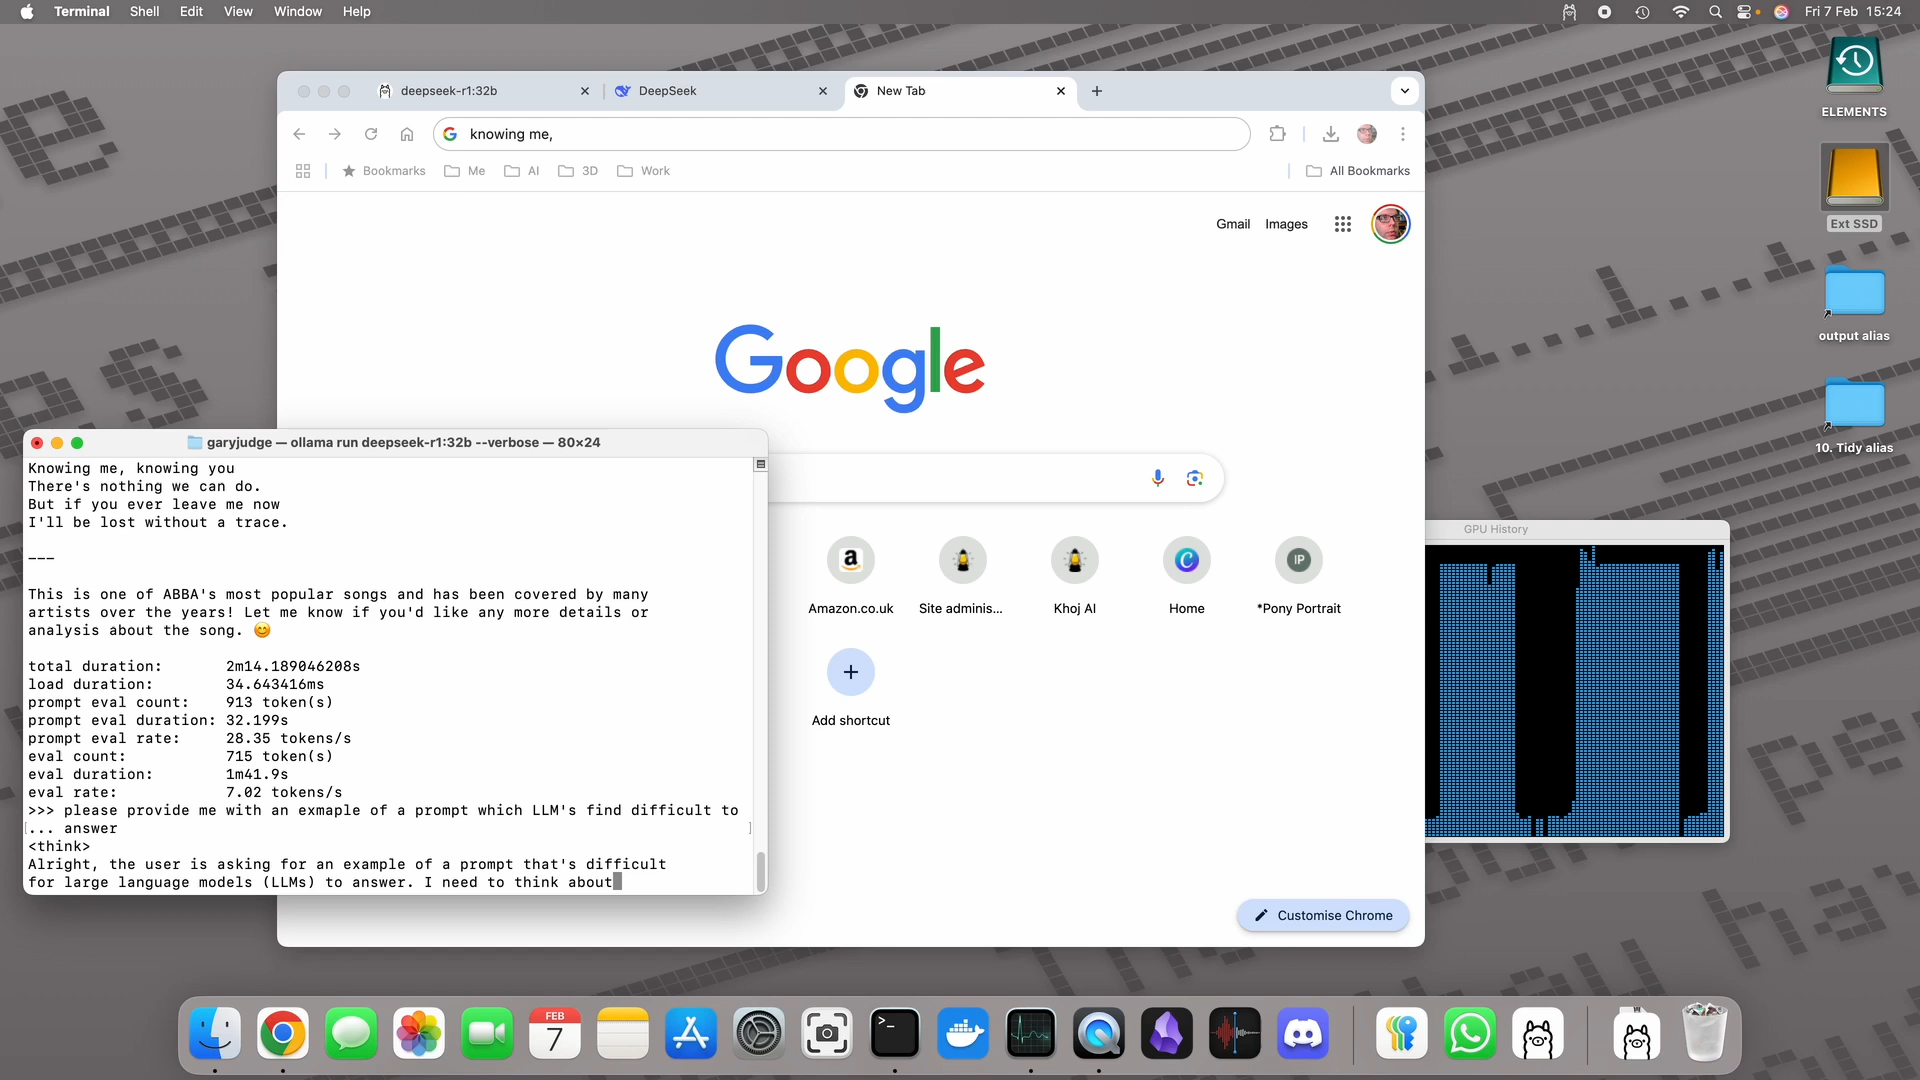 Terminal Shell Edit View Window Help
Fri 7 Feb 15:24
deepseek-r1:32b
DeepSeek
New Tab
knowing me,
Bookmarks
Me
AI
3D
Work
All Bookmarks
Gmail
Images
Google
Amazon.co.uk
Site adminis...
Khoj AI
Home
IP
*Pony Portrait
Add shortcut
Customise Chrome
garyjudge — ollama run deepseek-r1:32b --verbose — 80×24
Knowing me, knowing you
There's nothing we can do.
But if you ever leave me now
I'll be lost without a trace.
---
This is one of ABBA's most popular songs and has been covered by many
artists over the years! Let me know if you'd like any more details or
analysis about the song. 😊
total duration: 2m14.189046208s
load duration: 34.643416ms
prompt eval count: 913 token(s)
prompt eval duration: 32.199s
prompt eval rate: 28.35 tokens/s
eval count: 715 token(s)
eval duration: 1m41.9s
eval rate: 7.02 tokens/s
>>> please provide me with an exmaple of a prompt which LLM's find difficult to
[... answer ]
<think>
Alright, the user is asking for an example of a prompt that's difficult
for large language models (LLMs) to answer. I need to think about
GPU History
ELEMENTS
Ext SSD
output alias
10. Tidy alias
FEB
7